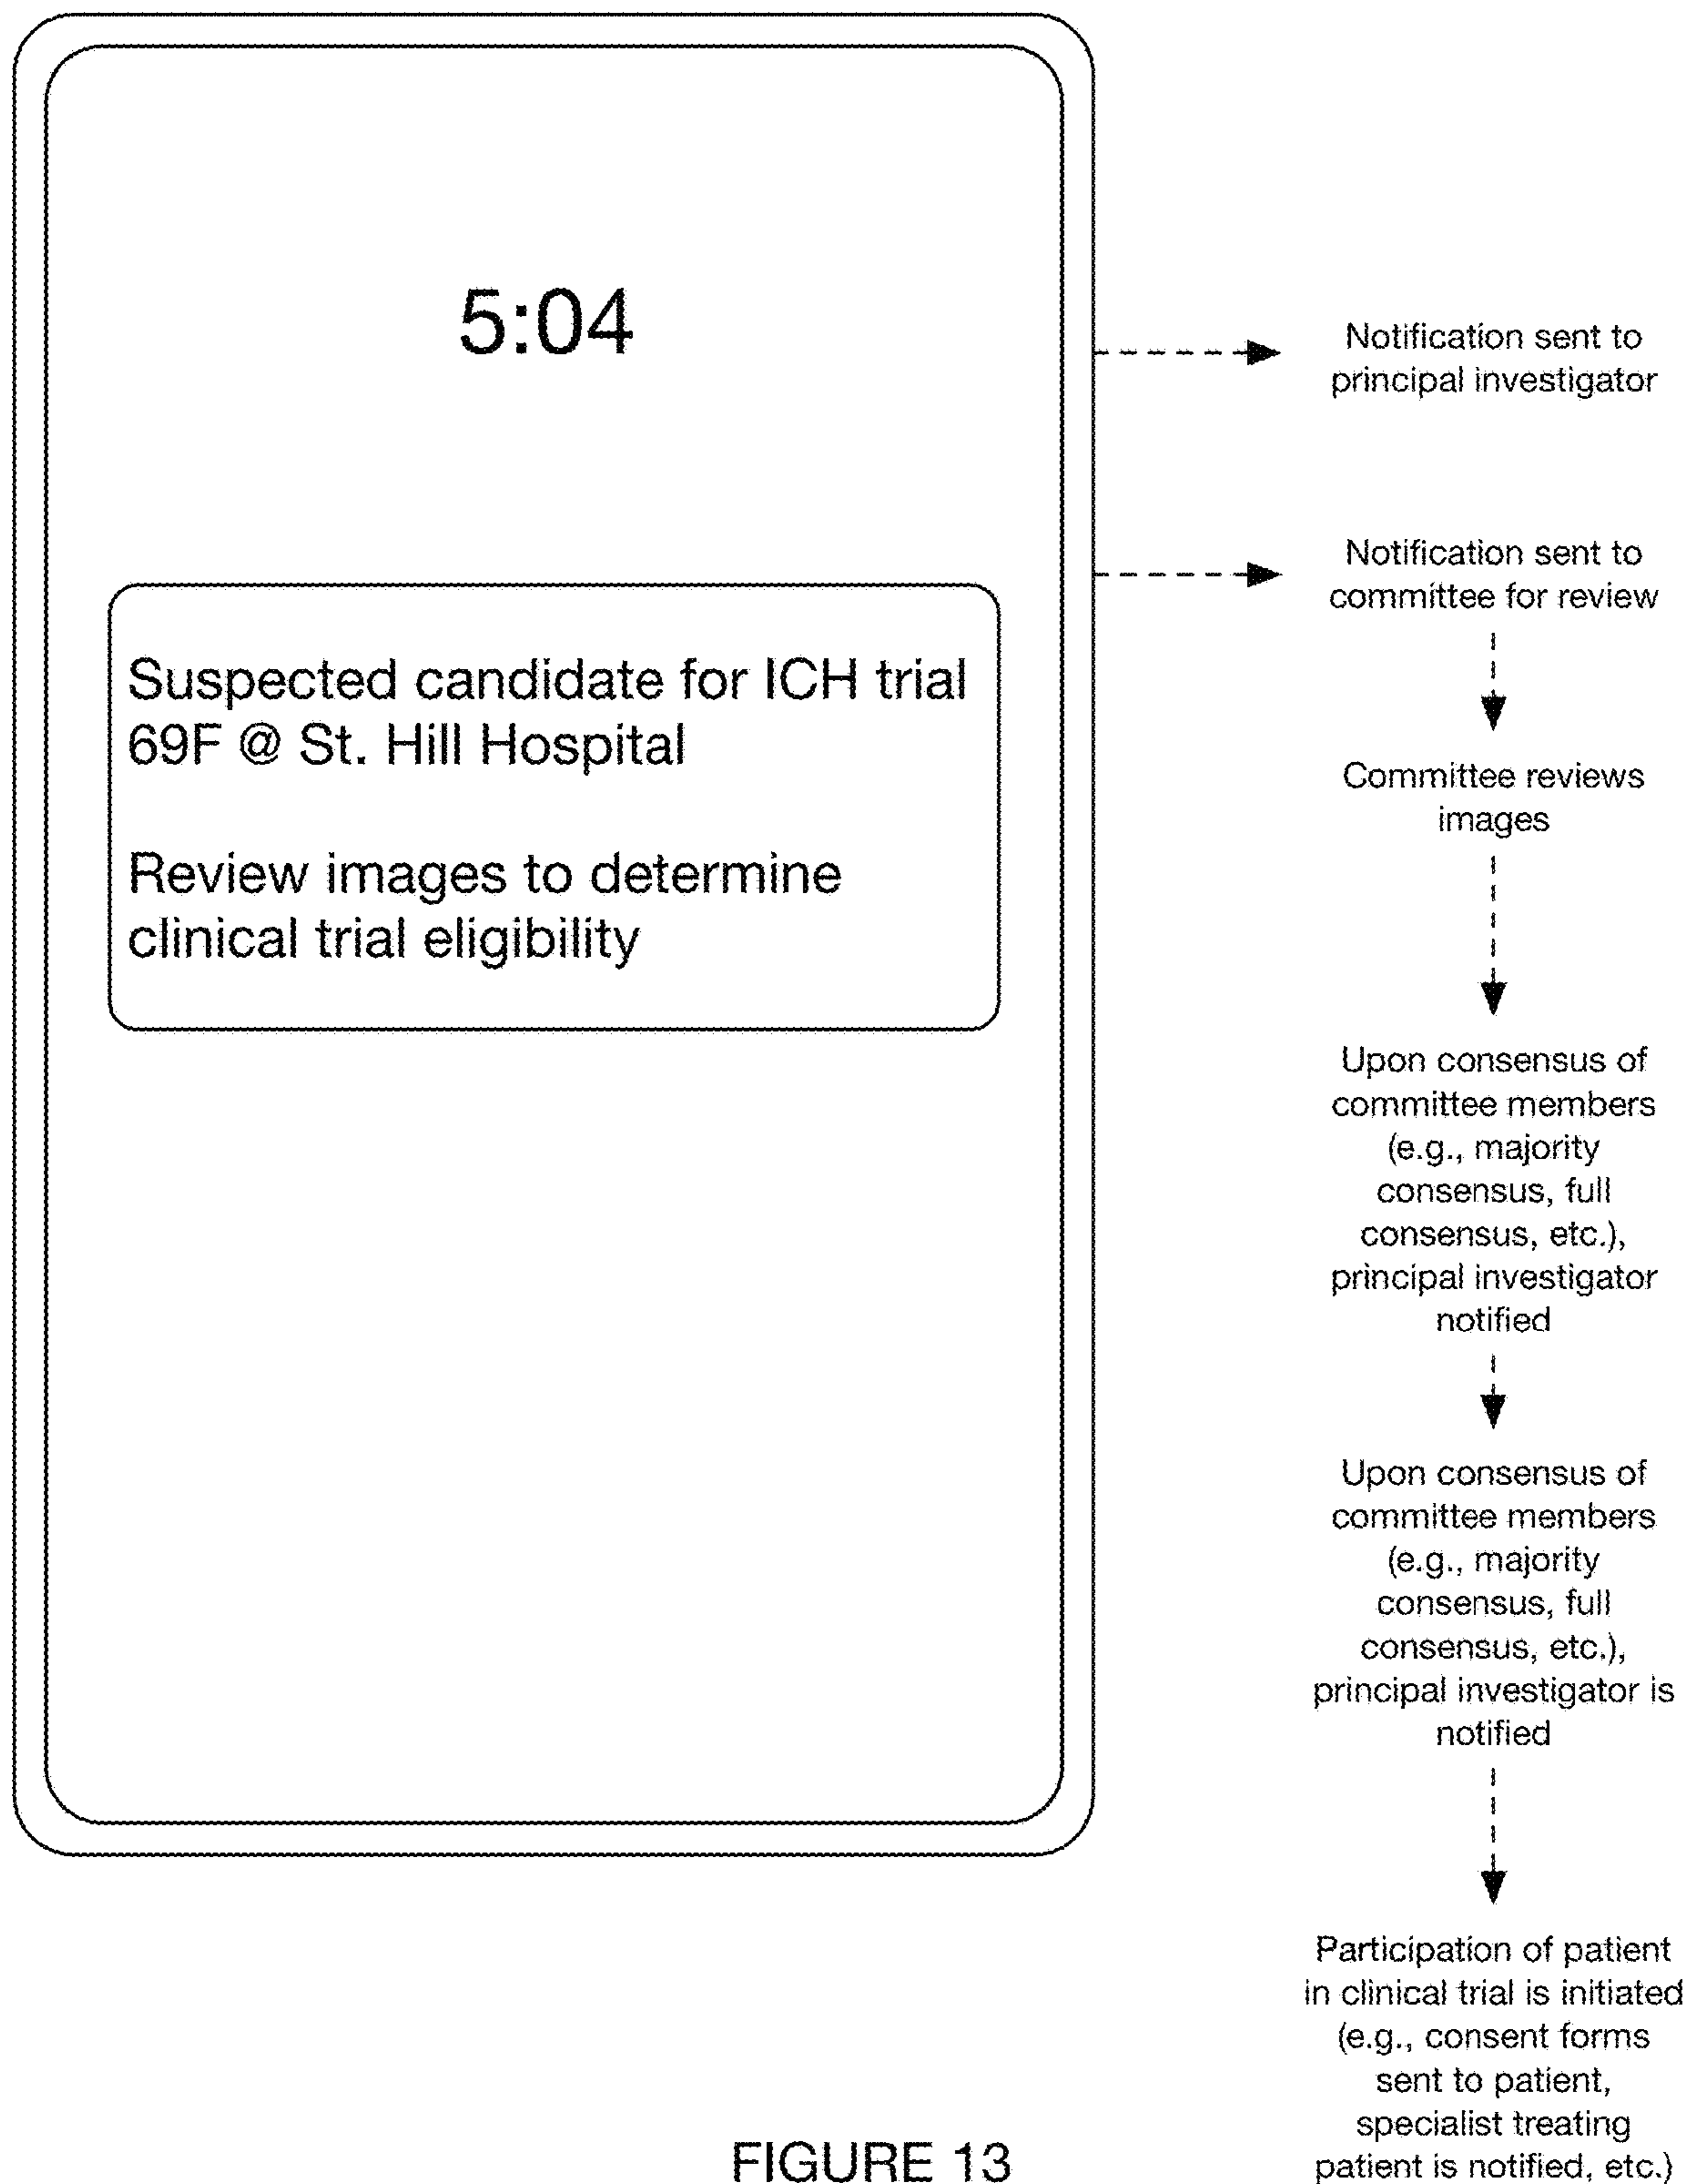 5:04
Suspected candidate for ICH trial
69F @ St. Hill Hospital
Review images to determine
clinical trial eligibility
Notification sent to
principal investigator
Notification sent to
committee for review
Committee reviews
images
Upon consensus of
committee members
(e.g., majority
consensus, full
consensus, etc.),
principal investigator
notified
Upon consensus of
committee members
(e.g., majority
consensus, full
consensus, etc.),
principal investigator is
notified
Participation of patient
in clinical trial is initiated
(e.g., consent forms
sent to patient,
specialist treating
patient is notified, etc.)
FIGURE 13